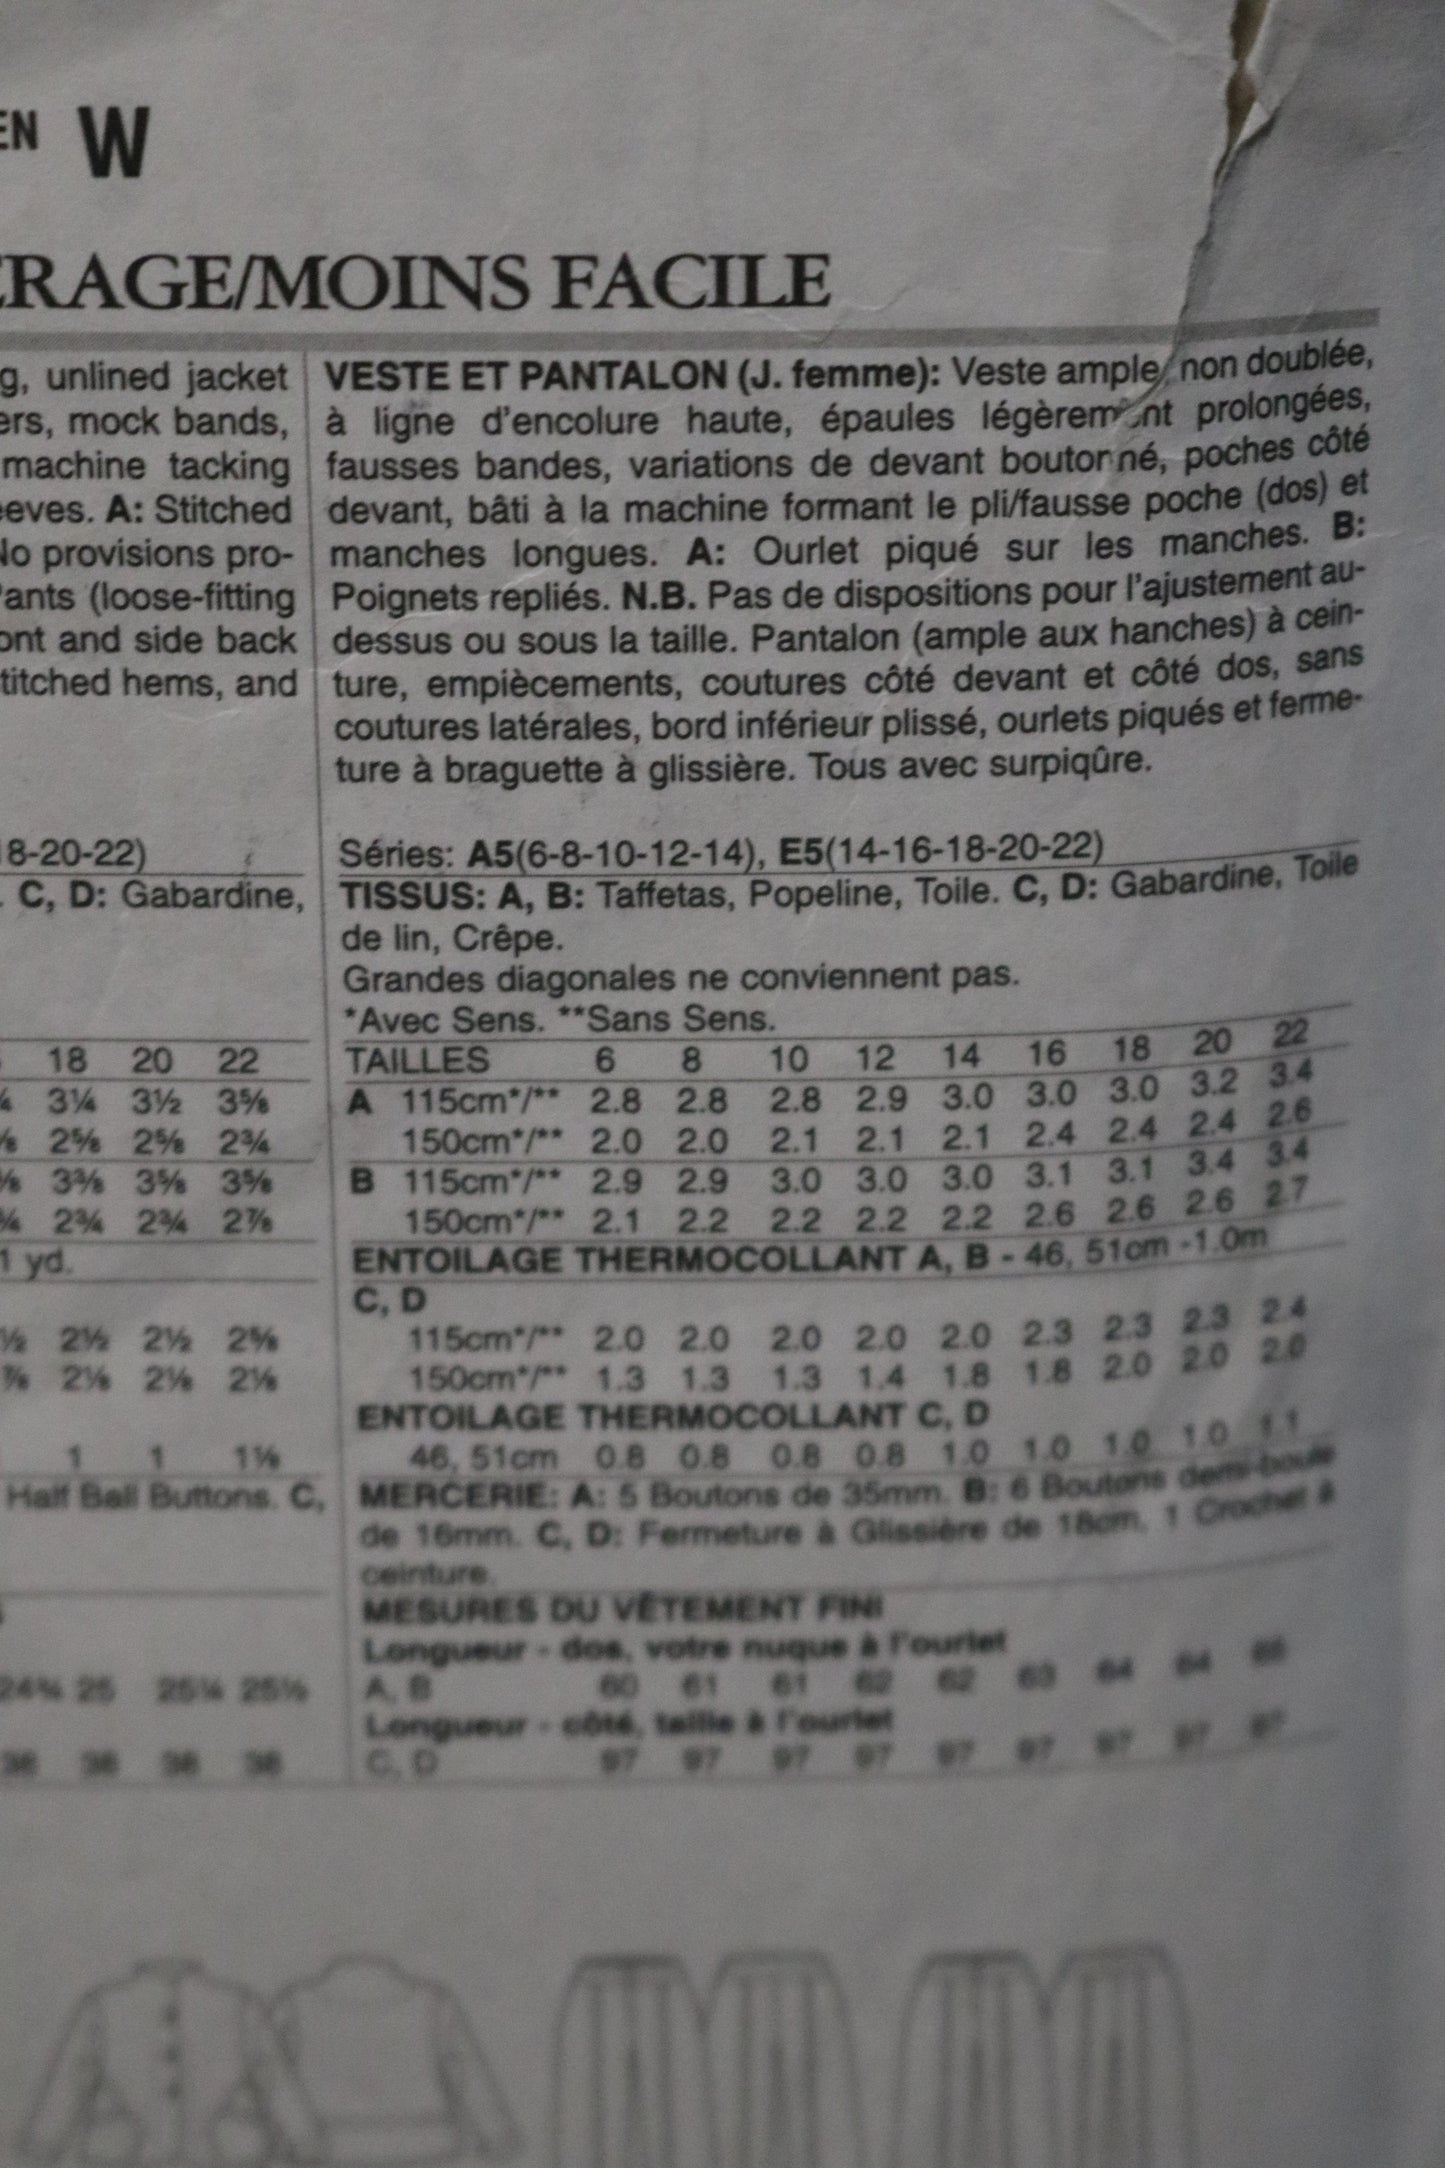 EN W
ERAGE/MOINS FACILE
g, unlined jacket
ers, mock bands,
machine tacking
eeves. A: Stitched
No provisions pro-
Pants (loose-fitting
ont and side back
titched hems, and
8-20-22)
. C, D: Gabardine,
18 20 22
3¼ 3½ 3⅝
2⅝ 2⅝ 2¾
3⅜ 3⅝ 3⅝
2¾ 2¾ 2⅞
1 yd.
½ 2½ 2½ 2⅝
⅞ 2⅛ 2⅛ 2⅛
1 1 1⅛
Half Ball Buttons. C,
24¾ 25 25¼ 25½
38 38 38 38
VESTE ET PANTALON (J. femme): Veste ample, non doublée,
à ligne d'encolure haute, épaules légèrement prolongées,
fausses bandes, variations de devant boutonné, poches côté
devant, bâti à la machine formant le pli/fausse poche (dos) et
manches longues. A: Ourlet piqué sur les manches. B:
Poignets repliés. N.B. Pas de dispositions pour l'ajustement au-
dessus ou sous la taille. Pantalon (ample aux hanches) à cein-
ture, empiècements, coutures côté devant et côté dos, sans
coutures latérales, bord inférieur plissé, ourlets piqués et ferme-
ture à braguette à glissière. Tous avec surpiqûre.
Séries: A5(6-8-10-12-14), E5(14-16-18-20-22)
TISSUS: A, B: Taffetas, Popeline, Toile. C, D: Gabardine, Toile
de lin, Crêpe.
Grandes diagonales ne conviennent pas.
*Avec Sens. **Sans Sens.
TAILLES 6 8 10 12 14 16 18 20 22
A 115cm*/** 2.8 2.8 2.8 2.9 3.0 3.0 3.0 3.2 3.4
150cm*/** 2.0 2.0 2.1 2.1 2.1 2.4 2.4 2.4 2.6
B 115cm*/** 2.9 2.9 3.0 3.0 3.0 3.1 3.1 3.4 3.4
150cm*/** 2.1 2.2 2.2 2.2 2.2 2.6 2.6 2.6 2.7
ENTOILAGE THERMOCOLLANT A, B - 46, 51cm -1.0m
C, D
115cm*/** 2.0 2.0 2.0 2.0 2.0 2.3 2.3 2.3 2.4
150cm*/** 1.3 1.3 1.3 1.4 1.8 1.8 2.0 2.0 2.0
ENTOILAGE THERMOCOLLANT C, D
46, 51cm 0.8 0.8 0.8 0.8 1.0 1.0 1.0 1.0 1.1
MERCERIE: A: 5 Boutons de 35mm. B: 6 Boutons demi-boule
de 16mm. C, D: Fermeture à Glissière de 18cm, 1 Crochet à
ceinture.
MESURES DU VÊTEMENT FINI
Longueur - dos, votre nuque à l'ourlet
A, B 60 61 61 62 62 63 64 64 65
Longueur - côté, taille à l'ourlet
C, D 97 97 97 97 97 97 97 97 97